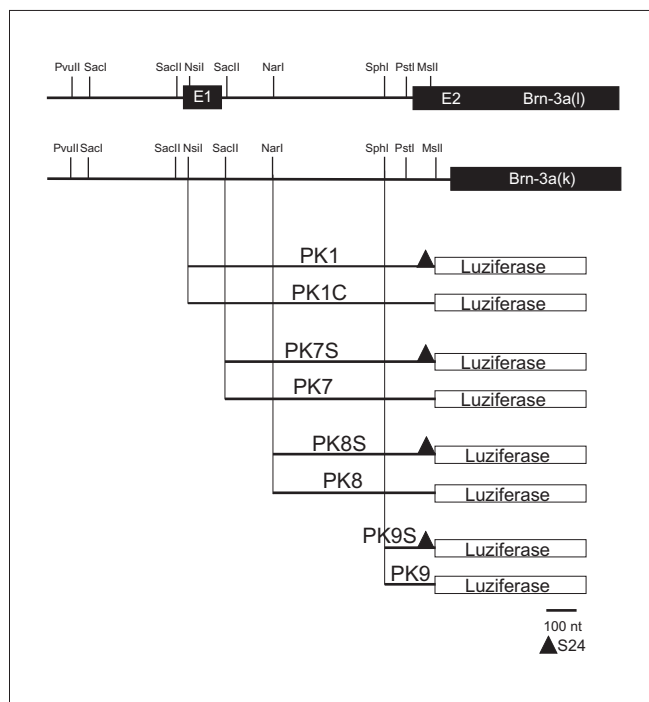 PvuII SacI SacII NsiI SacII NarI SphI PstI MslI
E1 E2 Brn-3a(l)
PvuII SacI SacII NsiI SacII NarI SphI PstI MslI
Brn-3a(k)
PK1 Luziferase
PK1C Luziferase
PK7S Luziferase
PK7 Luziferase
PK8S Luziferase
PK8 Luziferase
PK9S Luziferase
PK9 Luziferase
100 nt
S24